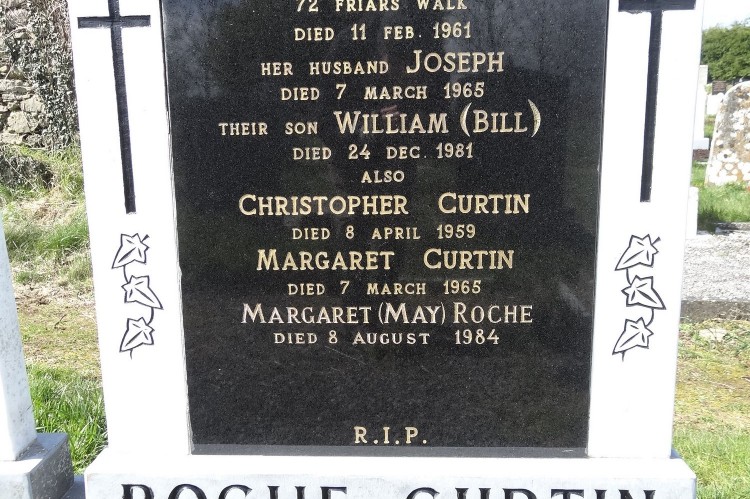 72 FRIARS WALK
DIED 11 FEB. 1961
HER HUSBAND JOSEPH
DIED 7 MARCH 1965
THEIR SON WILLIAM (BILL)
DIED 24 DEC. 1981
ALSO
CHRISTOPHER CURTIN
DIED 8 APRIL 1959
MARGARET CURTIN
DIED 7 MARCH 1965
MARGARET (MAY) ROCHE
DIED 8 AUGUST 1984
R.I.P.
ROCHE CURTIN